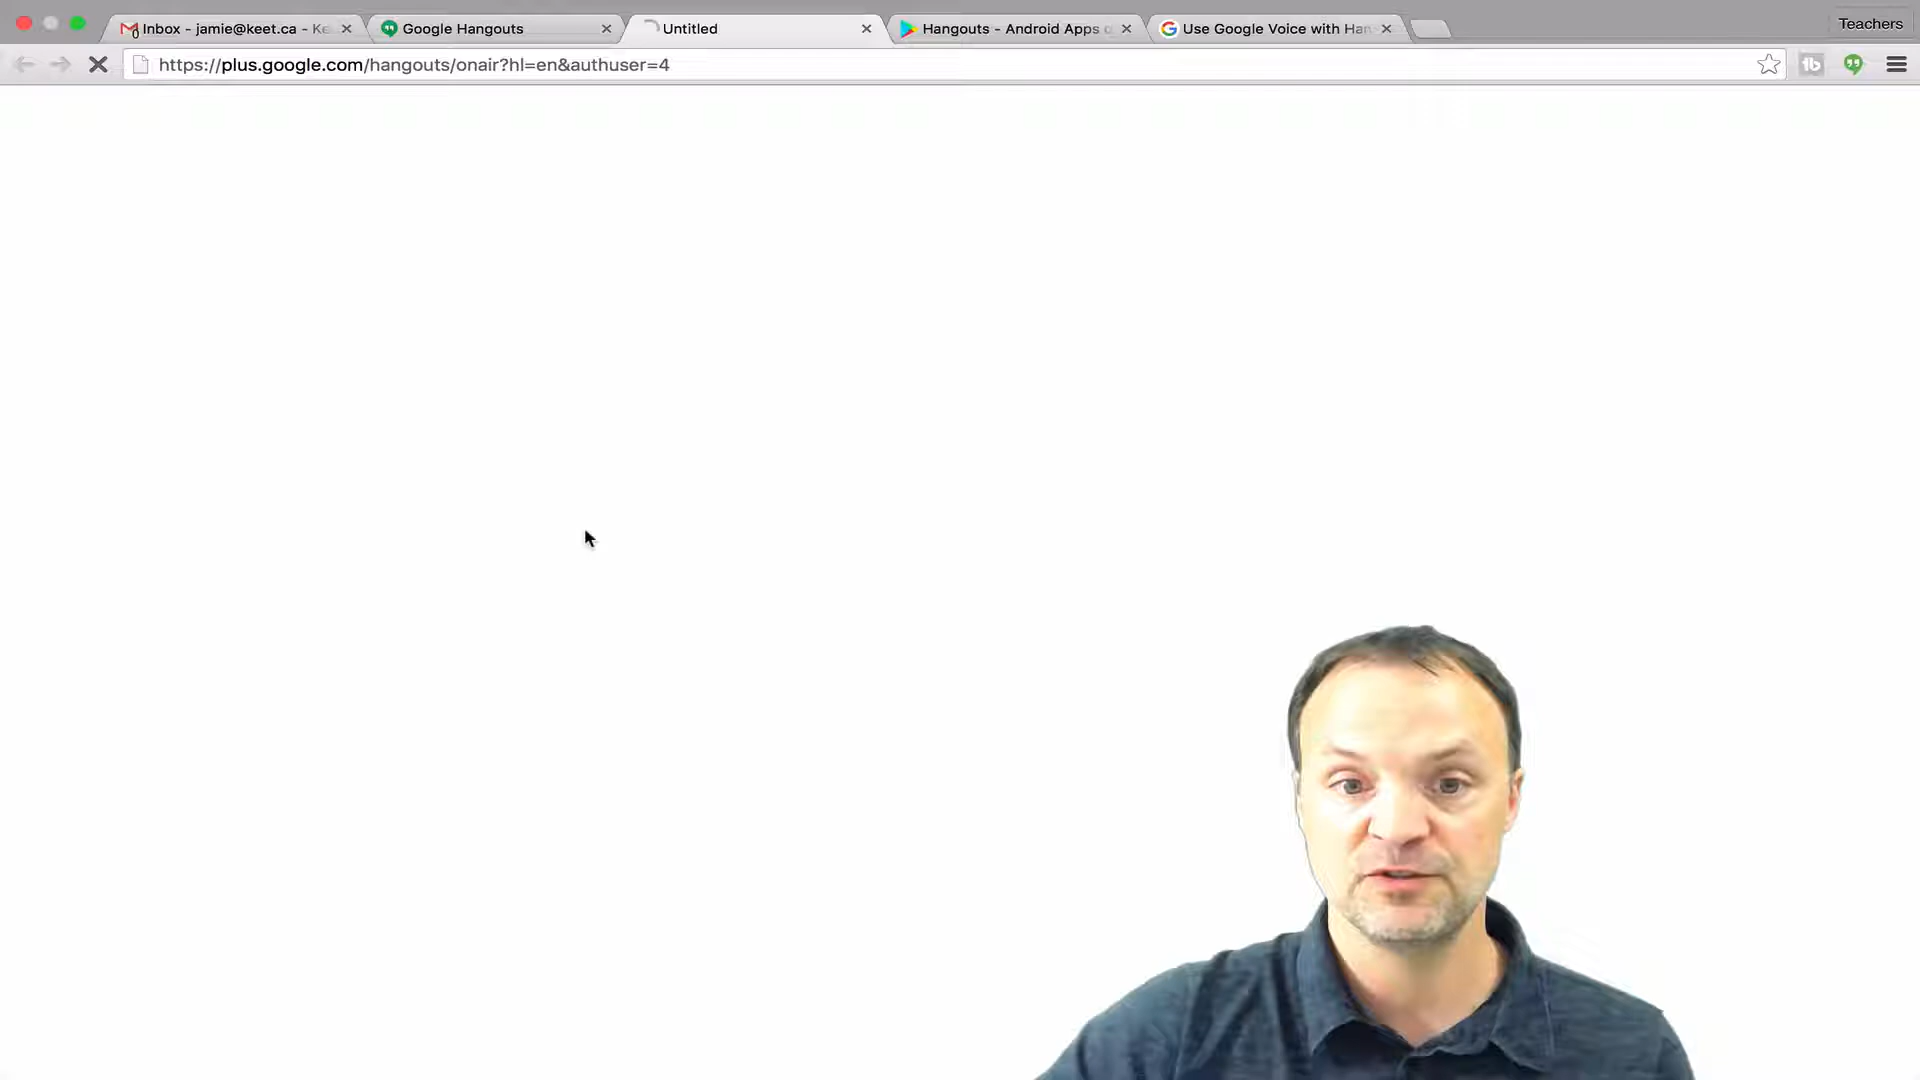 Inbox - jamie@keet.ca - Ke
Google Hangouts
Untitled
Hangouts - Android Apps o
Use Google Voice with Han
Teachers
https://plus.google.com/hangouts/onair?hl=en&authuser=4